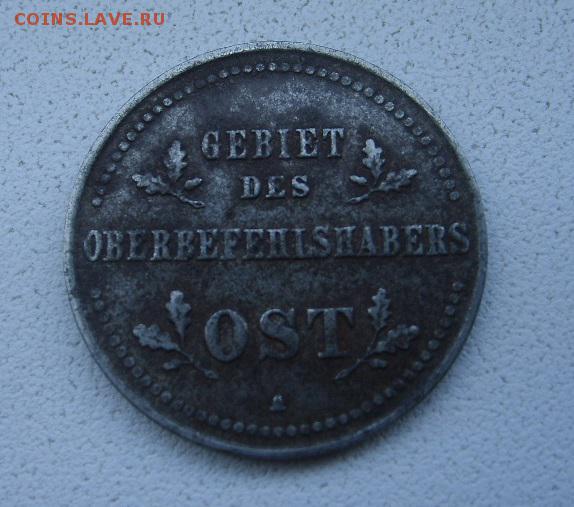 COINS.LAVE.RU
GEBIET
DES
OBERBEFEHLSHABERS
OST
A